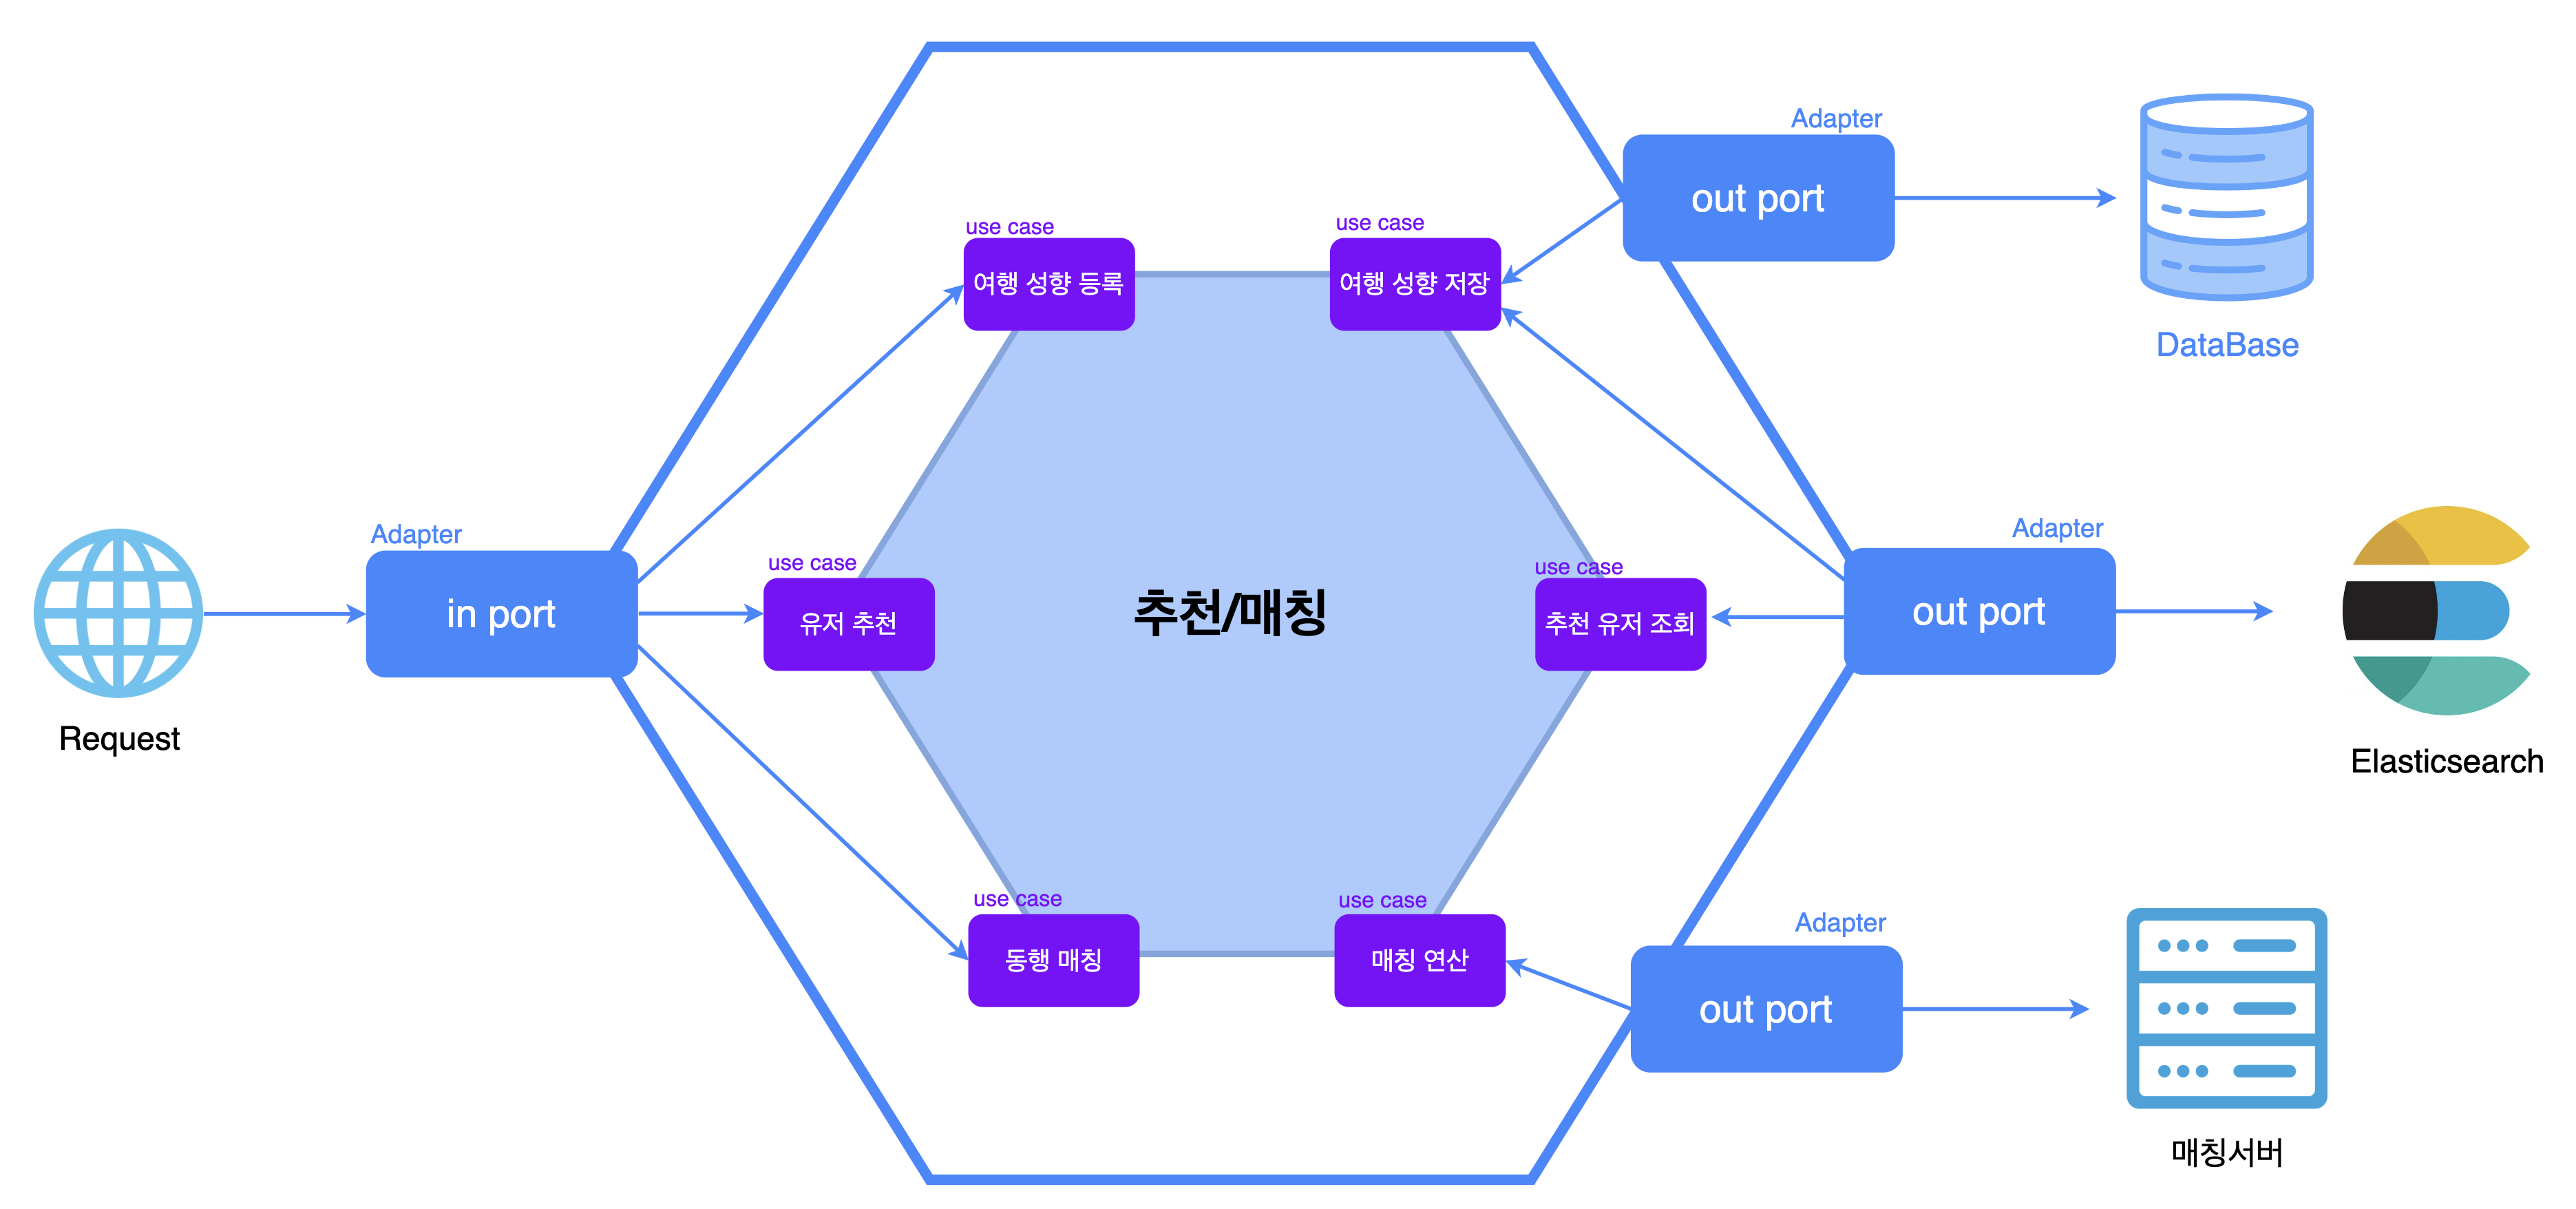 Adapter
out port
use case
여행 성향 등록
use case
여행 성향 저장
DataBase
Request
Adapter
in port
use case
유저 추천
추천/매칭
use case
추천 유저 조회
Adapter
out port
Elasticsearch
use case
동행 매칭
use case
매칭 연산
Adapter
out port
매칭서버